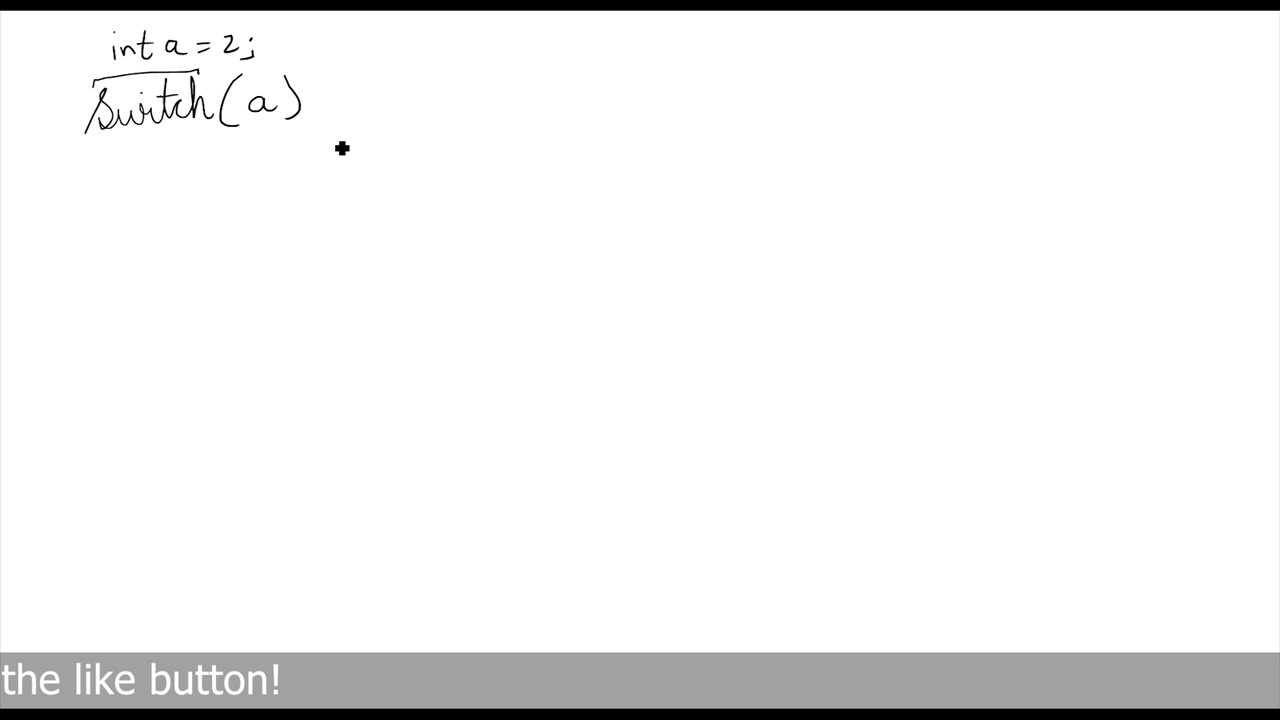 int a = 2;
switch(a)
the like button!